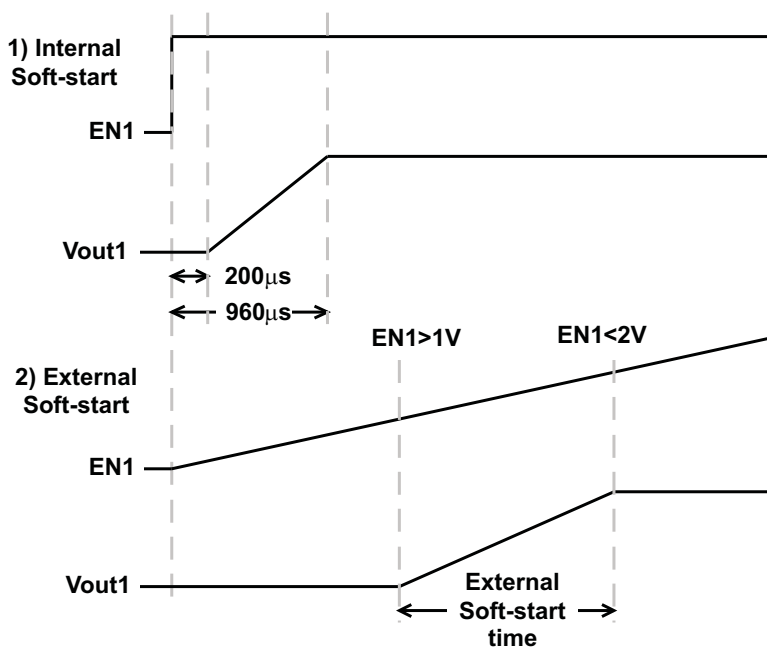 1) Internal
Soft-start
EN1
Vout1
200μs
960μs
EN1>1V
EN1<2V
2) External
Soft-start
EN1
Vout1
External
Soft-start
time